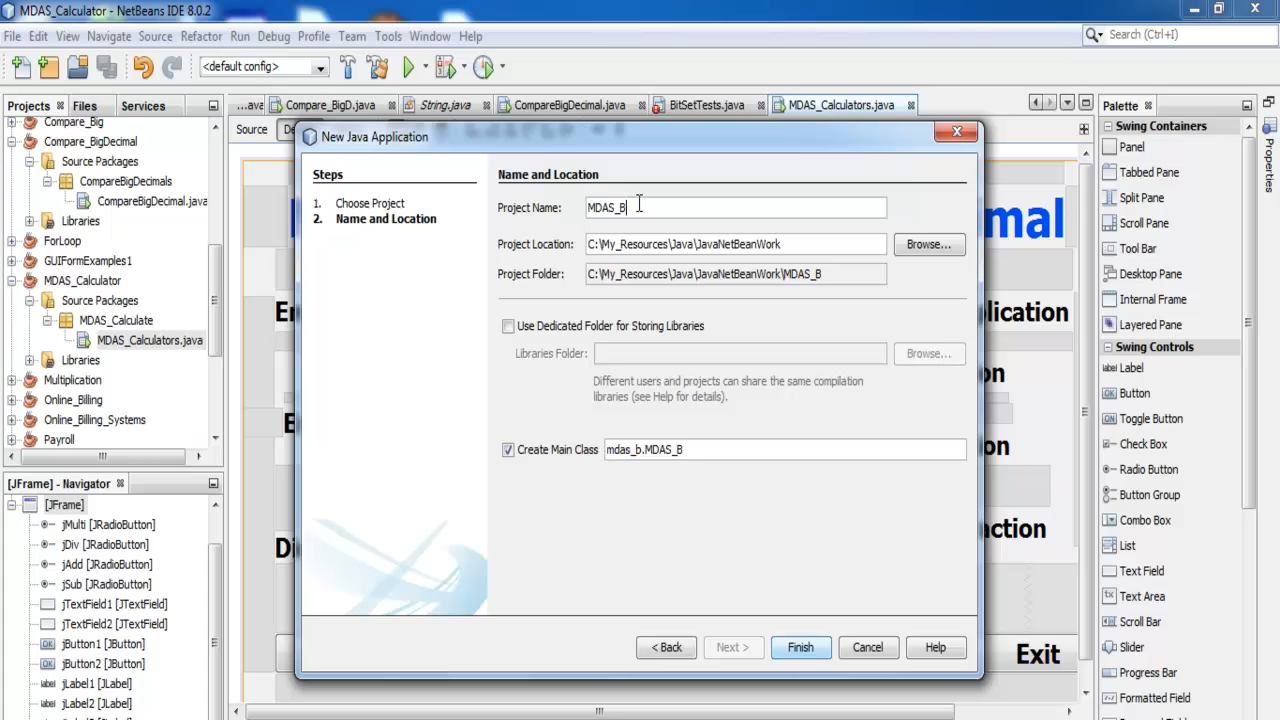 MDAS_Calculator - NetBeans IDE 8.0.2
File Edit View Navigate Source Refactor Run Debug Profile Team Tools Window Help
Search (Ctrl+I)
<default config>
Projects Files Services
...ava Compare_BigD.java String.java CompareBigDecimal.java BitSetTests.java MDAS_Calculators.java
Source
Compare_Big
Compare_BigDecimal
Source Packages
CompareBigDecimals
CompareBigDecimal.java
Libraries
ForLoop
GUIFormExamples1
MDAS_Calculator
Source Packages
MDAS_Calculate
MDAS_Calculators.java
Libraries
Multiplication
Online_Billing
Online_Billing_Systems
Payroll
[JFrame] - Navigator
[JFrame]
jMulti [JRadioButton]
jDiv [JRadioButton]
jAdd [JRadioButton]
jSub [JRadioButton]
jTextField1 [JTextField]
jTextField2 [JTextField]
jButton1 [JButton]
jButton2 [JButton]
jLabel1 [JLabel]
jLabel2 [JLabel]
New Java Application
Steps
1. Choose Project
2. Name and Location
Name and Location
Project Name: MDAS_B
Project Location: C:\My_Resources\Java\JavaNetBeanWork Browse...
Project Folder: C:\My_Resources\Java\JavaNetBeanWork\MDAS_B
Use Dedicated Folder for Storing Libraries
Libraries Folder: Browse...
Different users and projects can share the same compilation
libraries (see Help for details).
Create Main Class mdas_b.MDAS_B
< Back Next > Finish Cancel Help
mal
lication
on
on
action
Di
Exit
Palette
Swing Containers
Panel
Tabbed Pane
Split Pane
Scroll Pane
Tool Bar
Desktop Pane
Internal Frame
Layered Pane
Swing Controls
Label
Button
Toggle Button
Check Box
Radio Button
Button Group
Combo Box
List
Text Field
Text Area
Scroll Bar
Slider
Progress Bar
Formatted Field
Properties